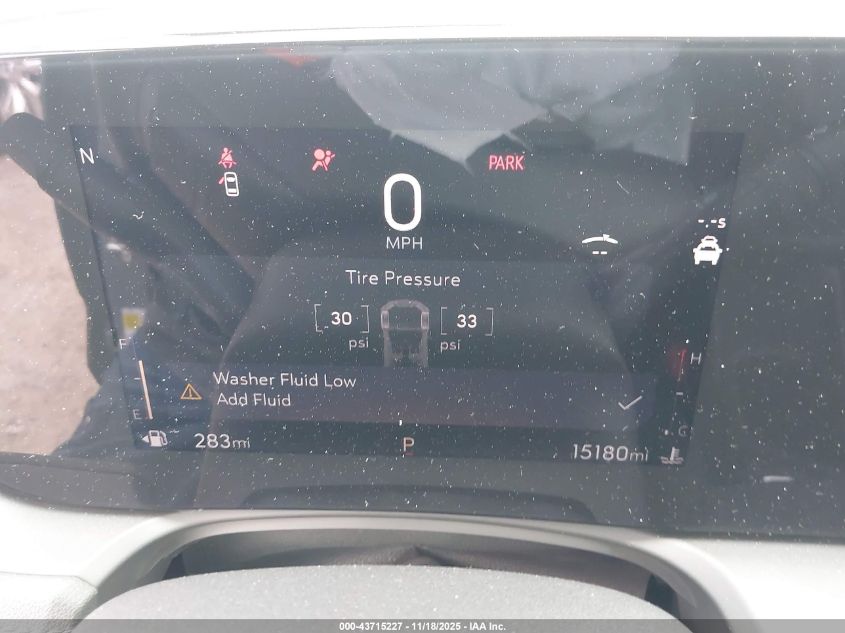 N
PARK
0
MPH
-.-s
Tire Pressure
30
33
psi
psi
F
H
Washer Fluid Low
Add Fluid
E
C
283mi
P
15180mi
000-43715227 - 11/18/2025 - IAA Inc.